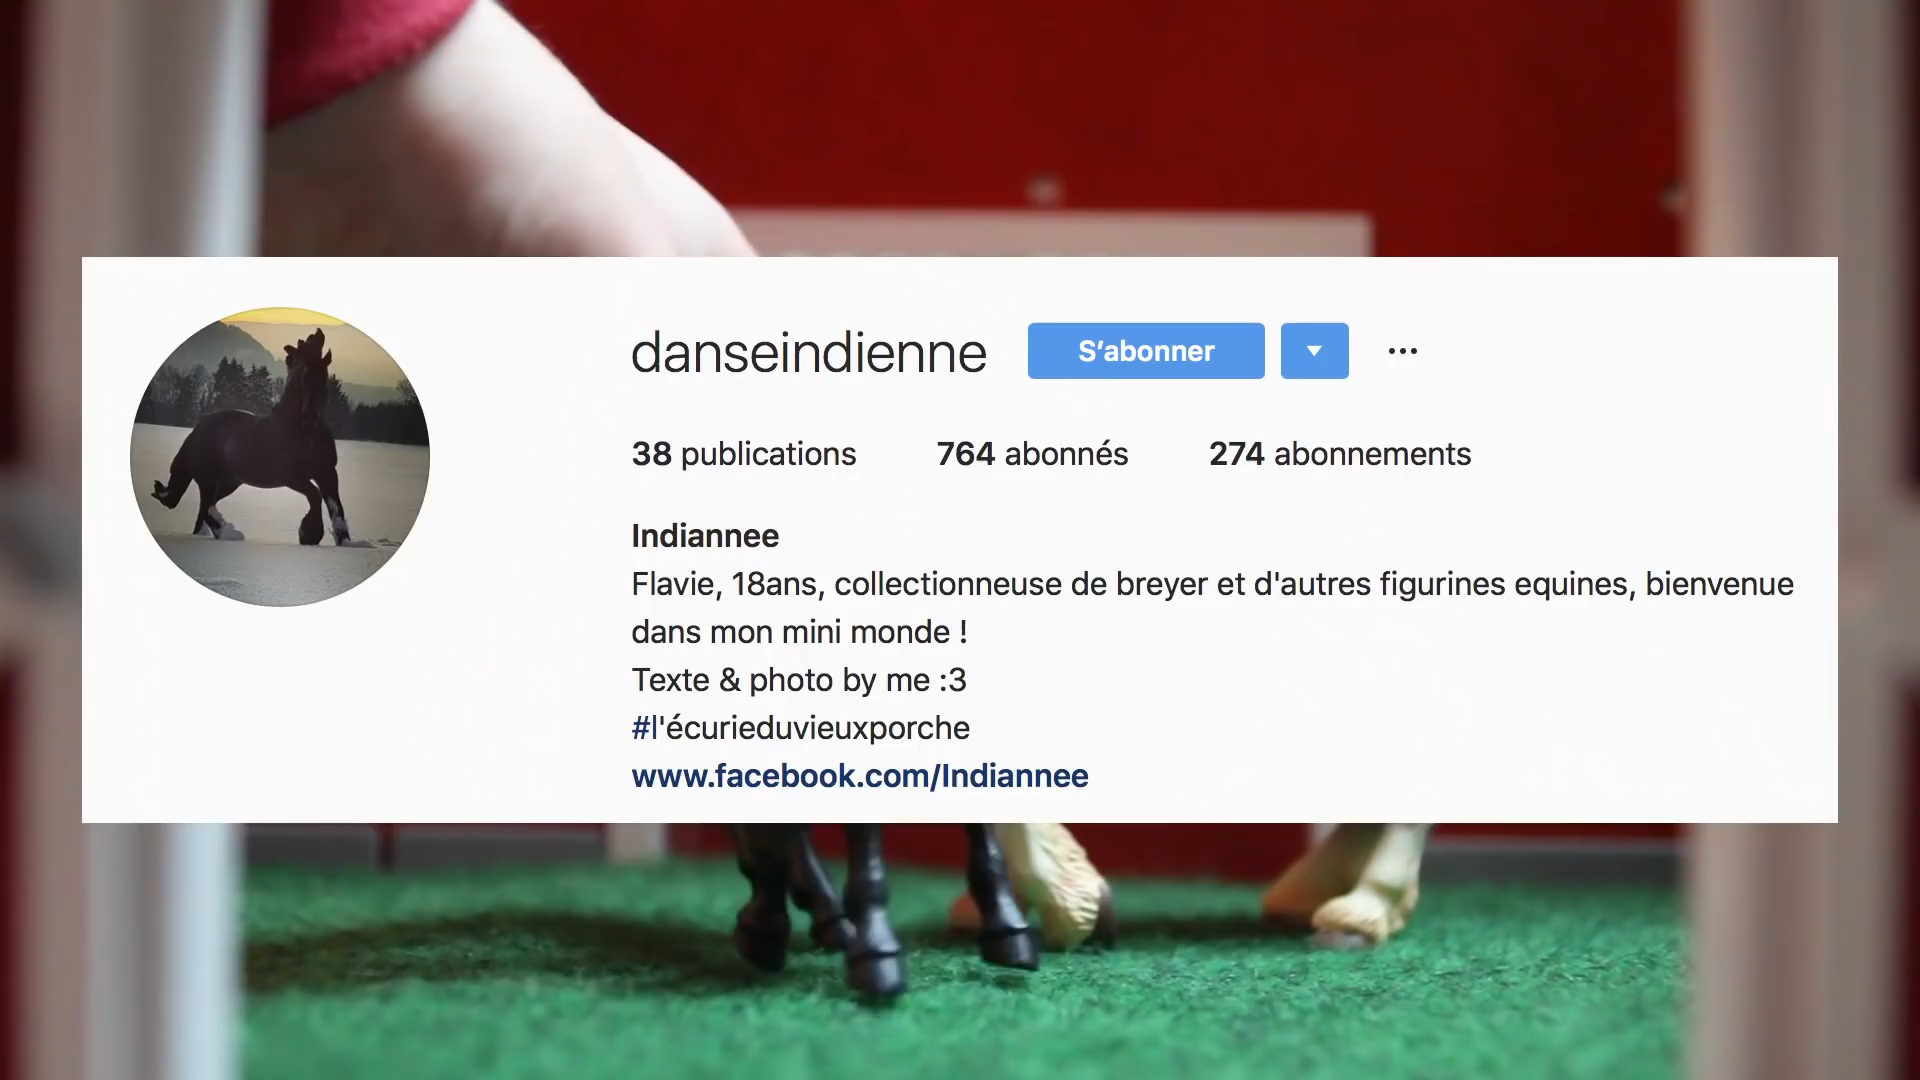 danseindienne S'abonner
38 publications 764 abonnés 274 abonnements
Indiannee
Flavie, 18ans, collectionneuse de breyer et d'autres figurines equines, bienvenue
dans mon mini monde !
Texte & photo by me :3
#l'écurieduvieuxporche
www.facebook.com/Indiannee